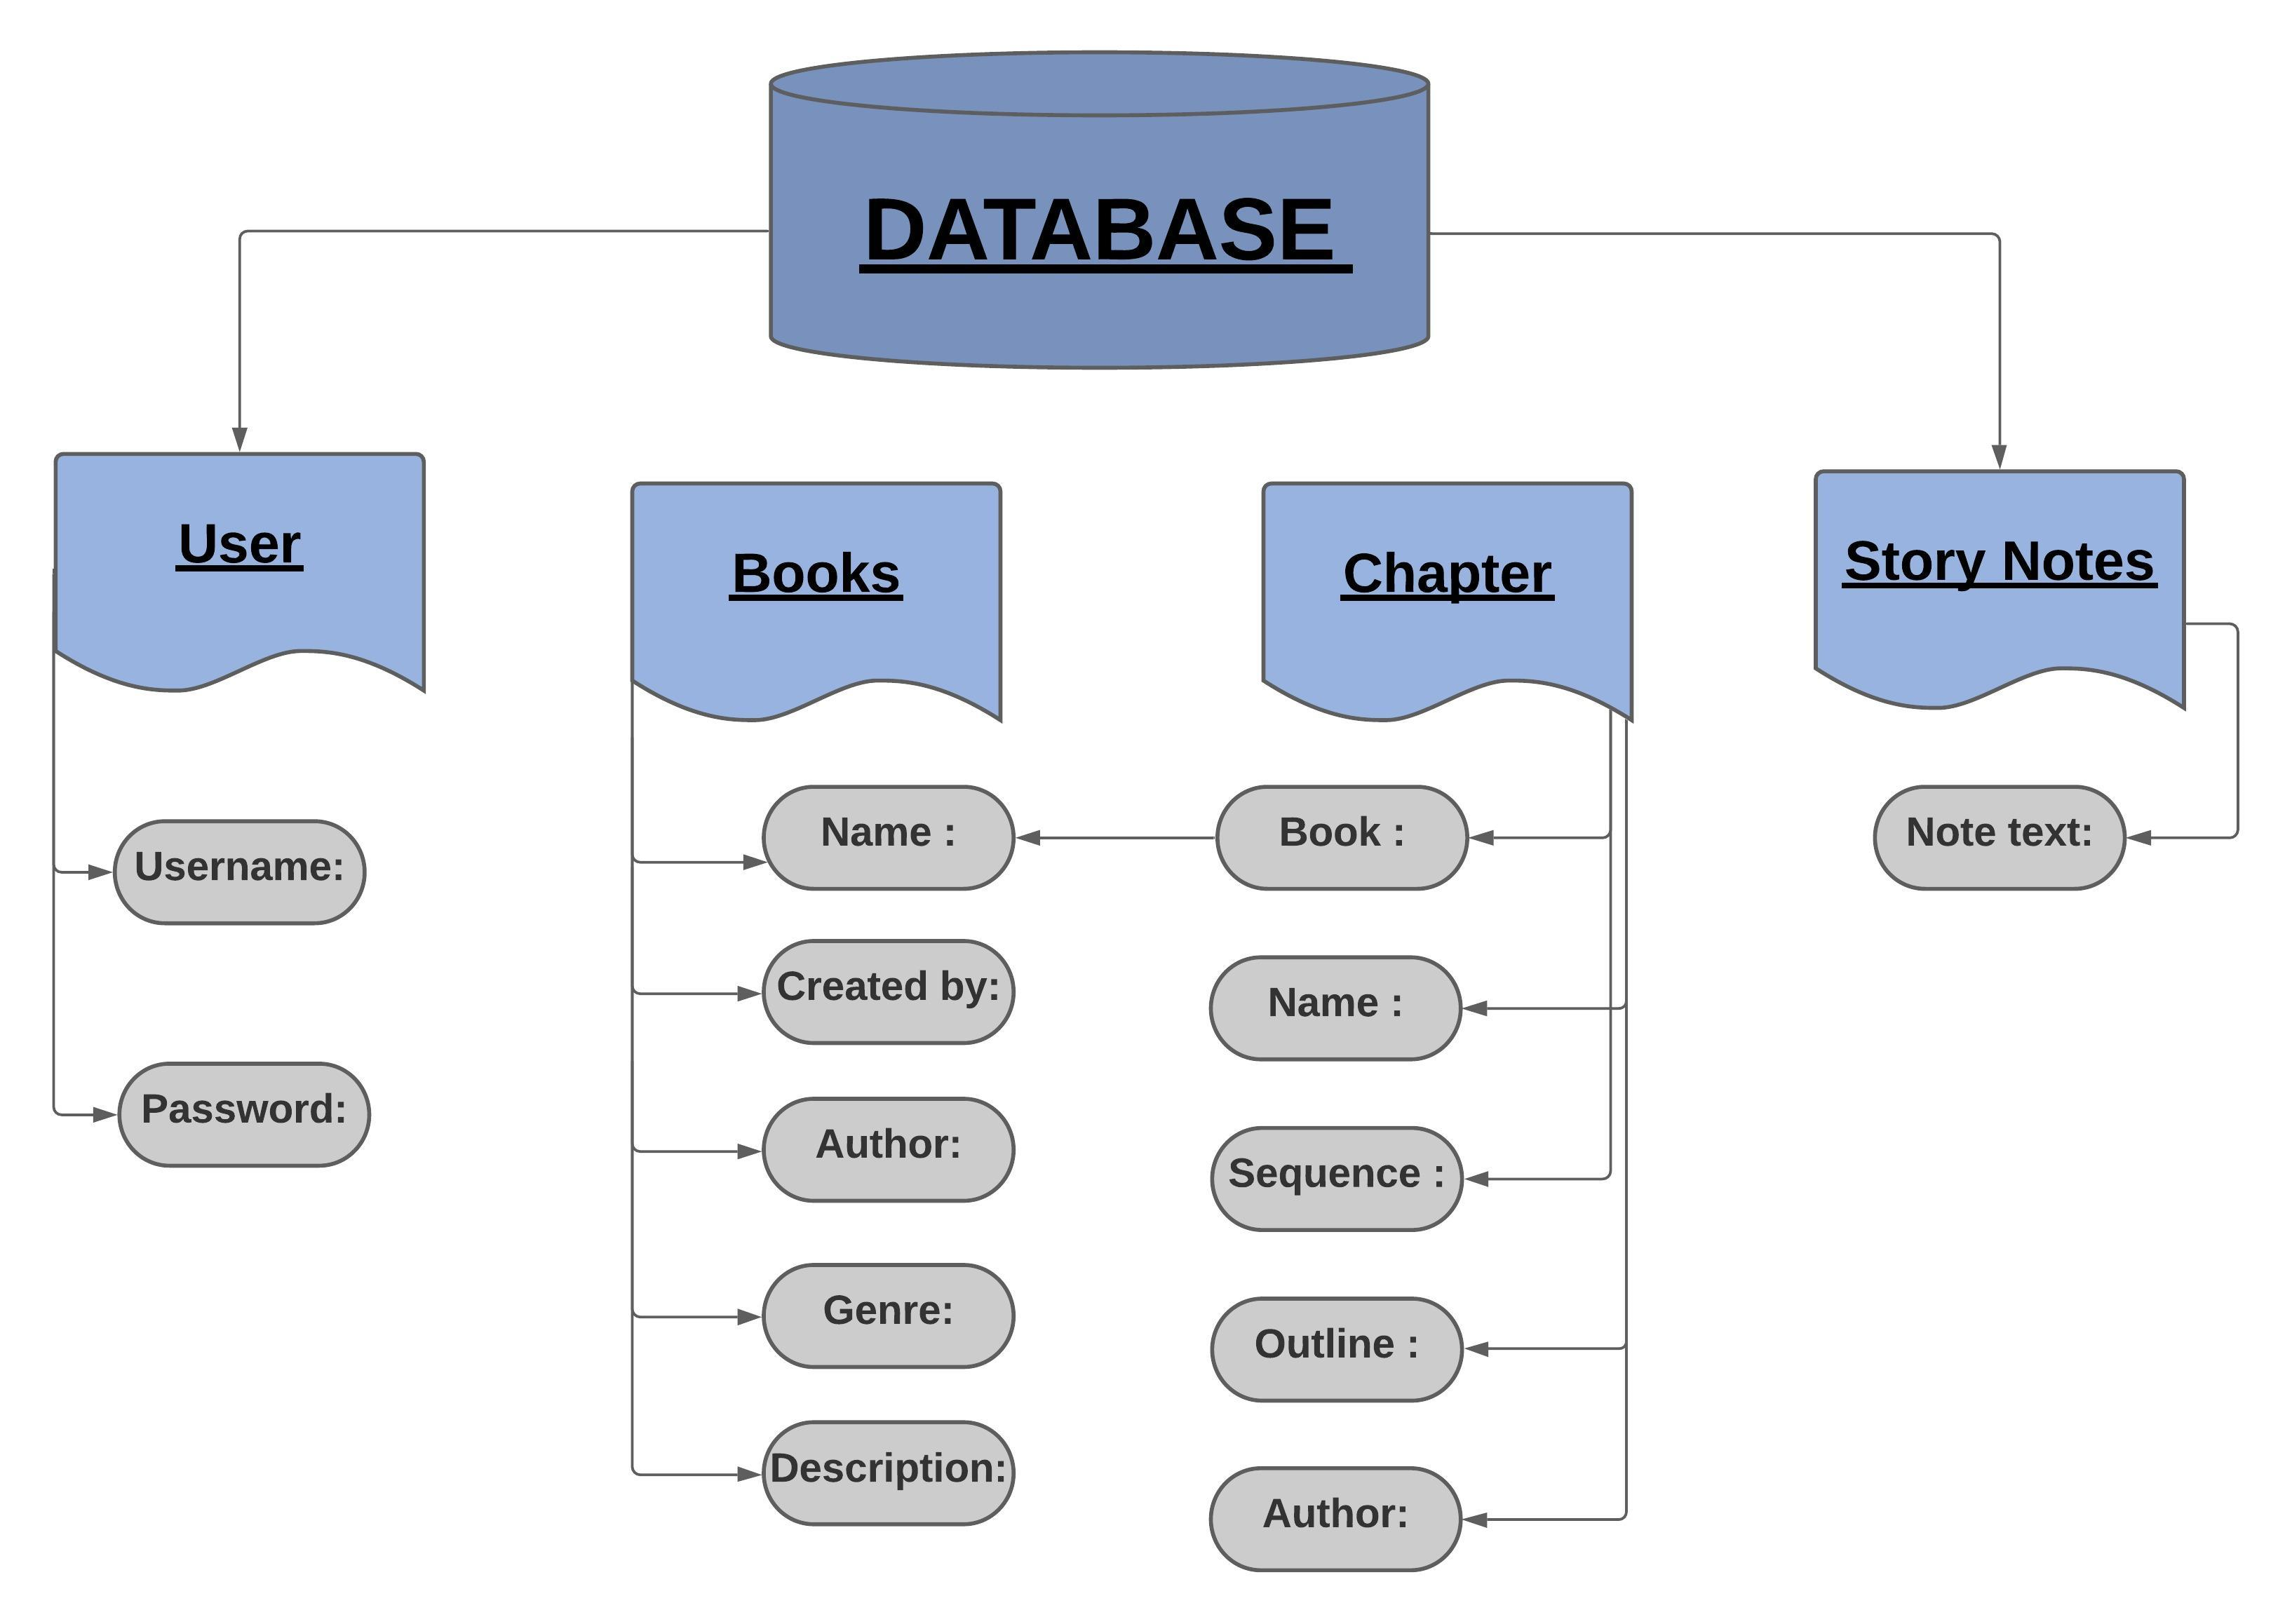 DATABASE
User
Books
Chapter
Story Notes
Username:
Password:
Name :
Created by:
Author:
Genre:
Description:
Book :
Name :
Sequence :
Outline :
Author:
Note text: